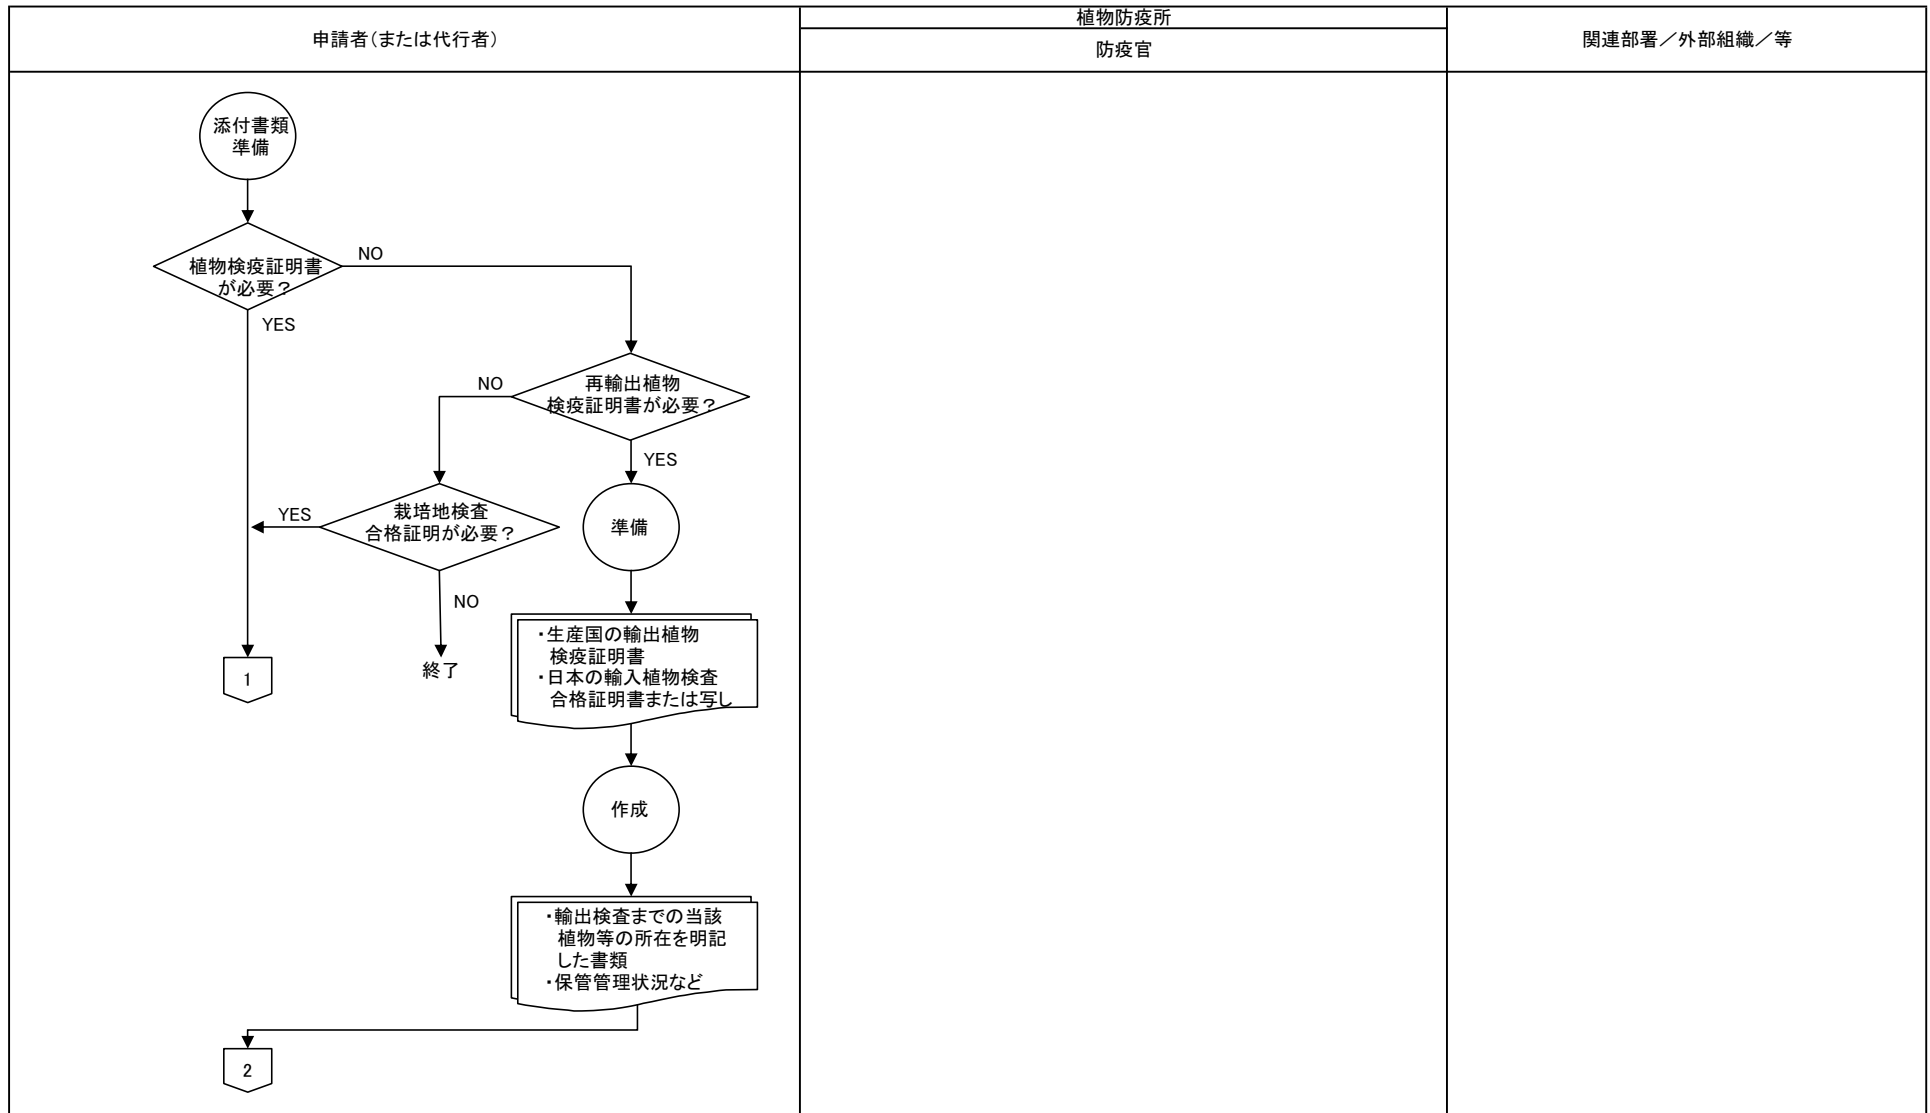 申請者(または代行者)
植物防疫所
防疫官
関連部署／外部組織／等
添付書類
準備
植物検疫証明書
が必要？
NO
YES
再輸出植物
検疫証明書が必要？
NO
YES
栽培地検査
合格証明が必要？
YES
NO
準備
・生産国の輸出植物
検疫証明書
・日本の輸入植物検査
合格証明書または写し
終了
1
作成
・輸出検査までの当該
植物等の所在を明記
した書類
・保管管理状況など
2